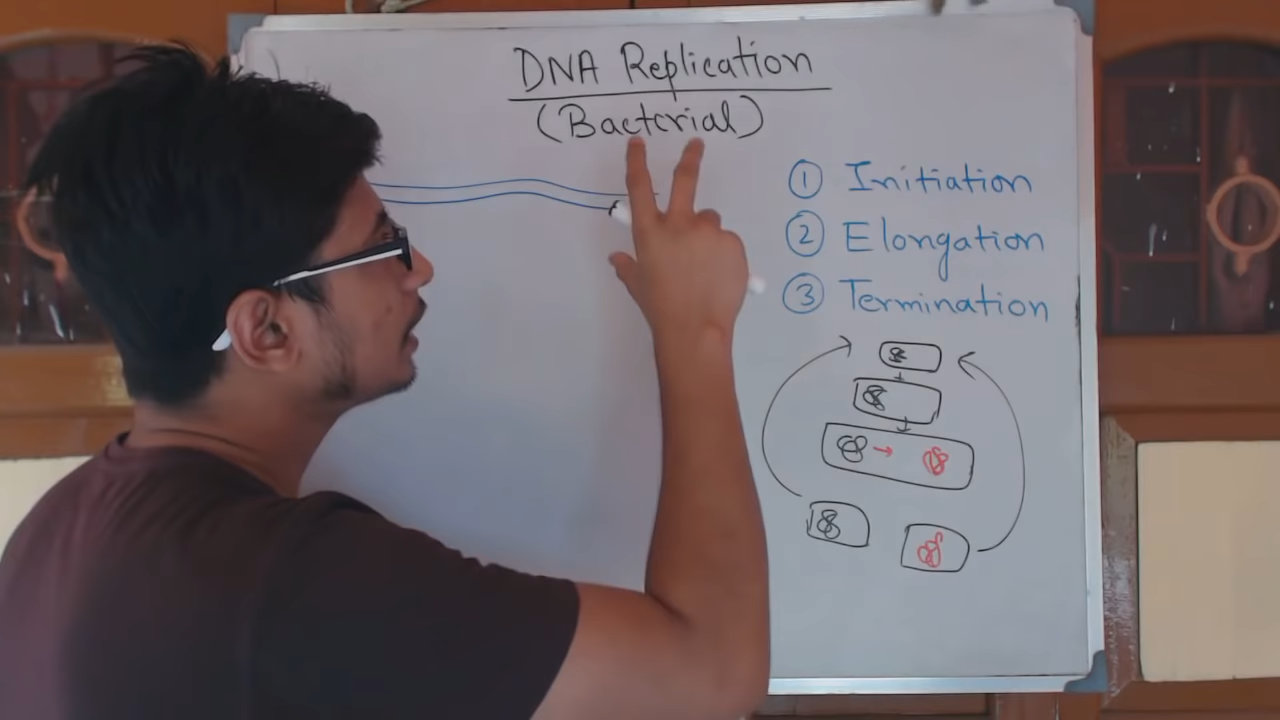 DNA Replication
(Bacterial)
① Initiation
② Elongation
③ Termination